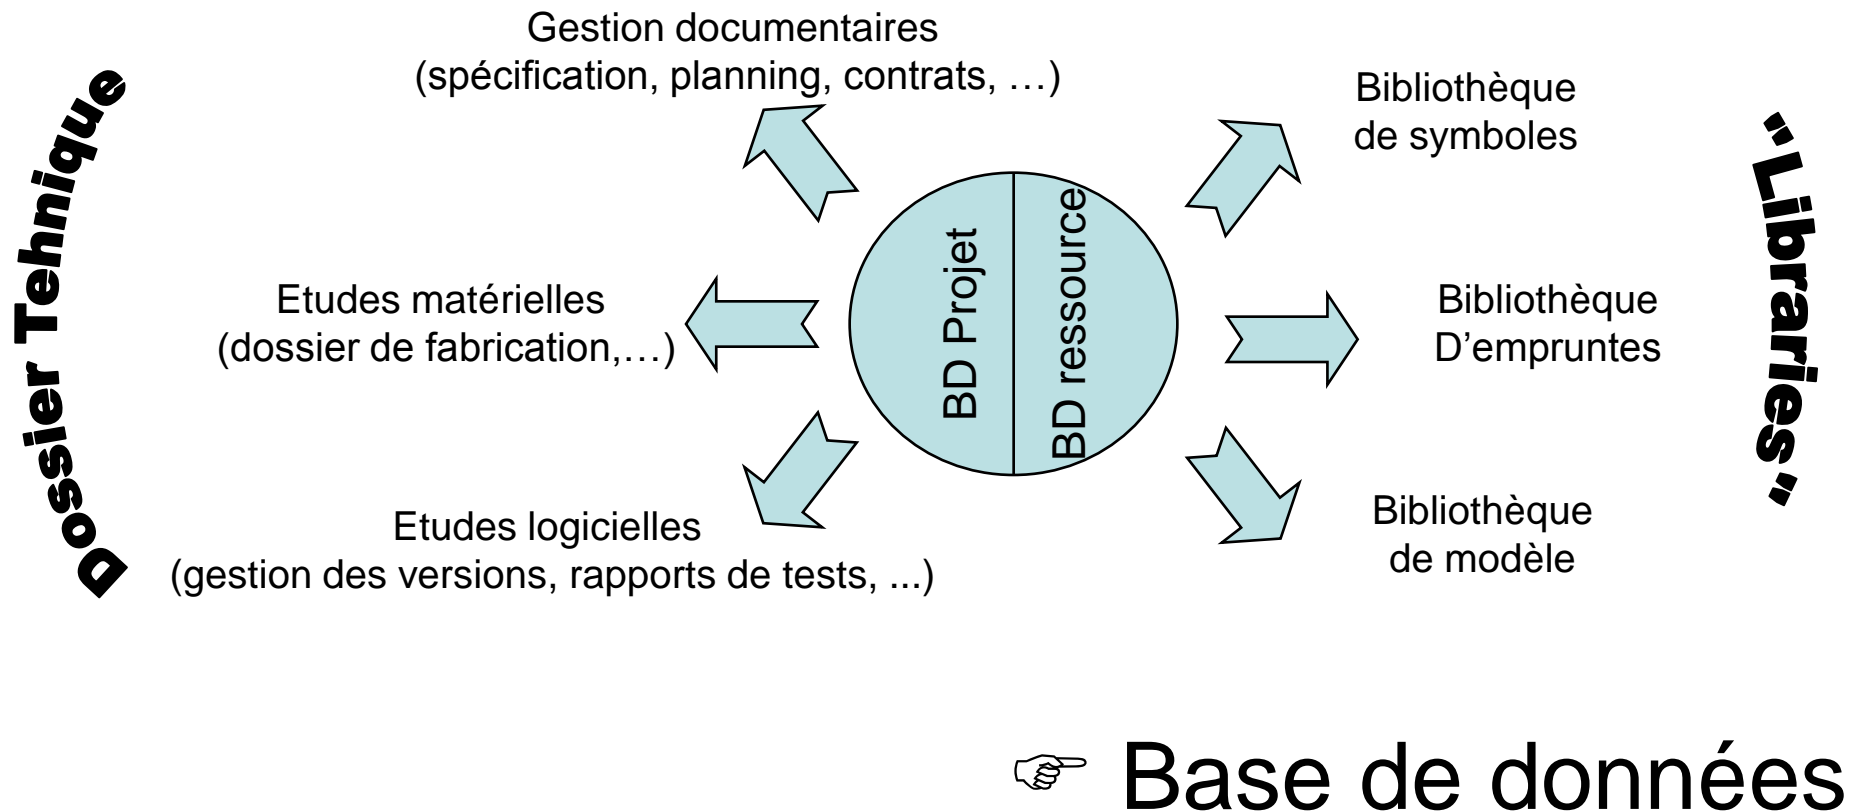 Gestion documentaires
(spécification, planning, contrats, …)
Dossier Tehnique
Etudes matérielles
(dossier de fabrication,…)
Etudes logicielles
(gestion des versions, rapports de tests, ...)
BD Projet
BD ressource
Bibliothèque
de symboles
Bibliothèque
D’empruntes
Bibliothèque
de modèle
"Libraries"
☞ Base de données